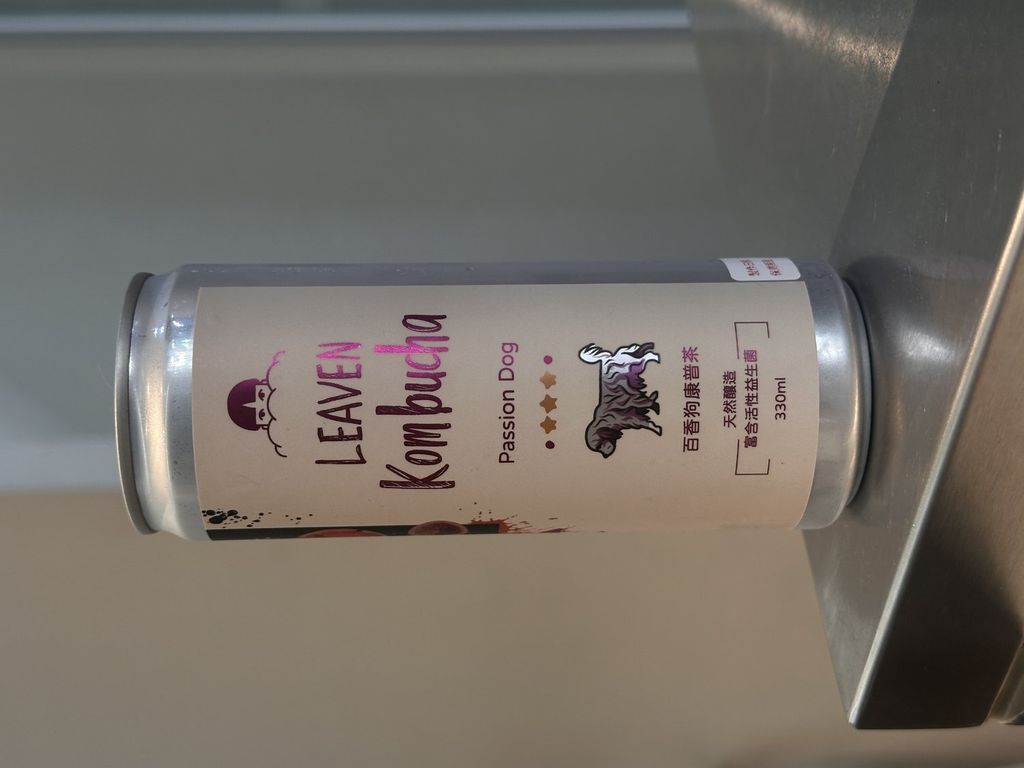 LEAVEN
Kombucha
Passion Dog
百香狗康普茶
天然釀造
富含活性益生菌
330ml